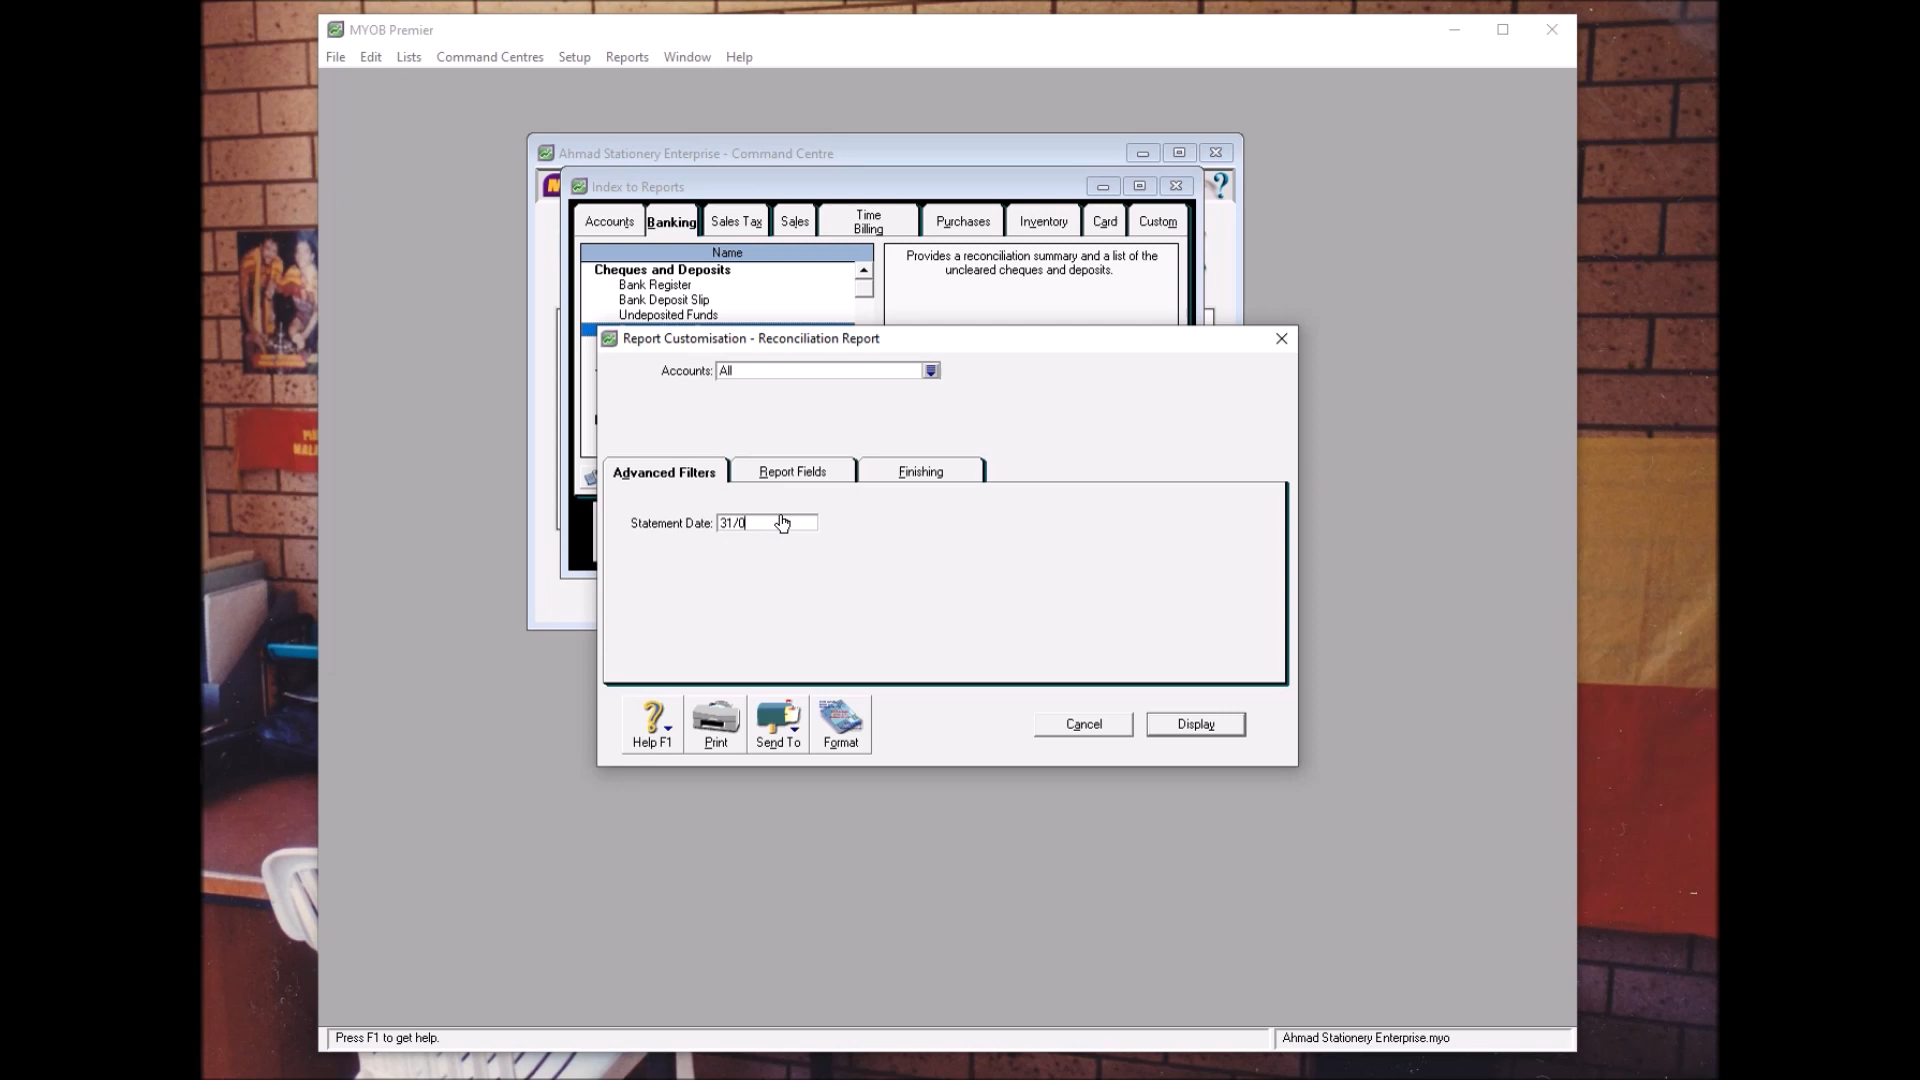 MYOB Premier
File Edit Lists Command Centres Setup Reports Window Help
Ahmad Stationery Enterprise - Command Centre
Index to Reports
Accounts Banking Sales Tax Sales Time Billing Purchases Inventory Card Custom
Name
Cheques and Deposits
Bank Register
Bank Deposit Slip
Undeposited Funds
Provides a reconciliation summary and a list of the
uncleared cheques and deposits.
Report Customisation - Reconciliation Report
Accounts: All
Advanced Filters Report Fields Finishing
Statement Date: 31/0
Help F1 Print Send To Format
Cancel Display
Press F1 to get help. Ahmad Stationery Enterprise.myo